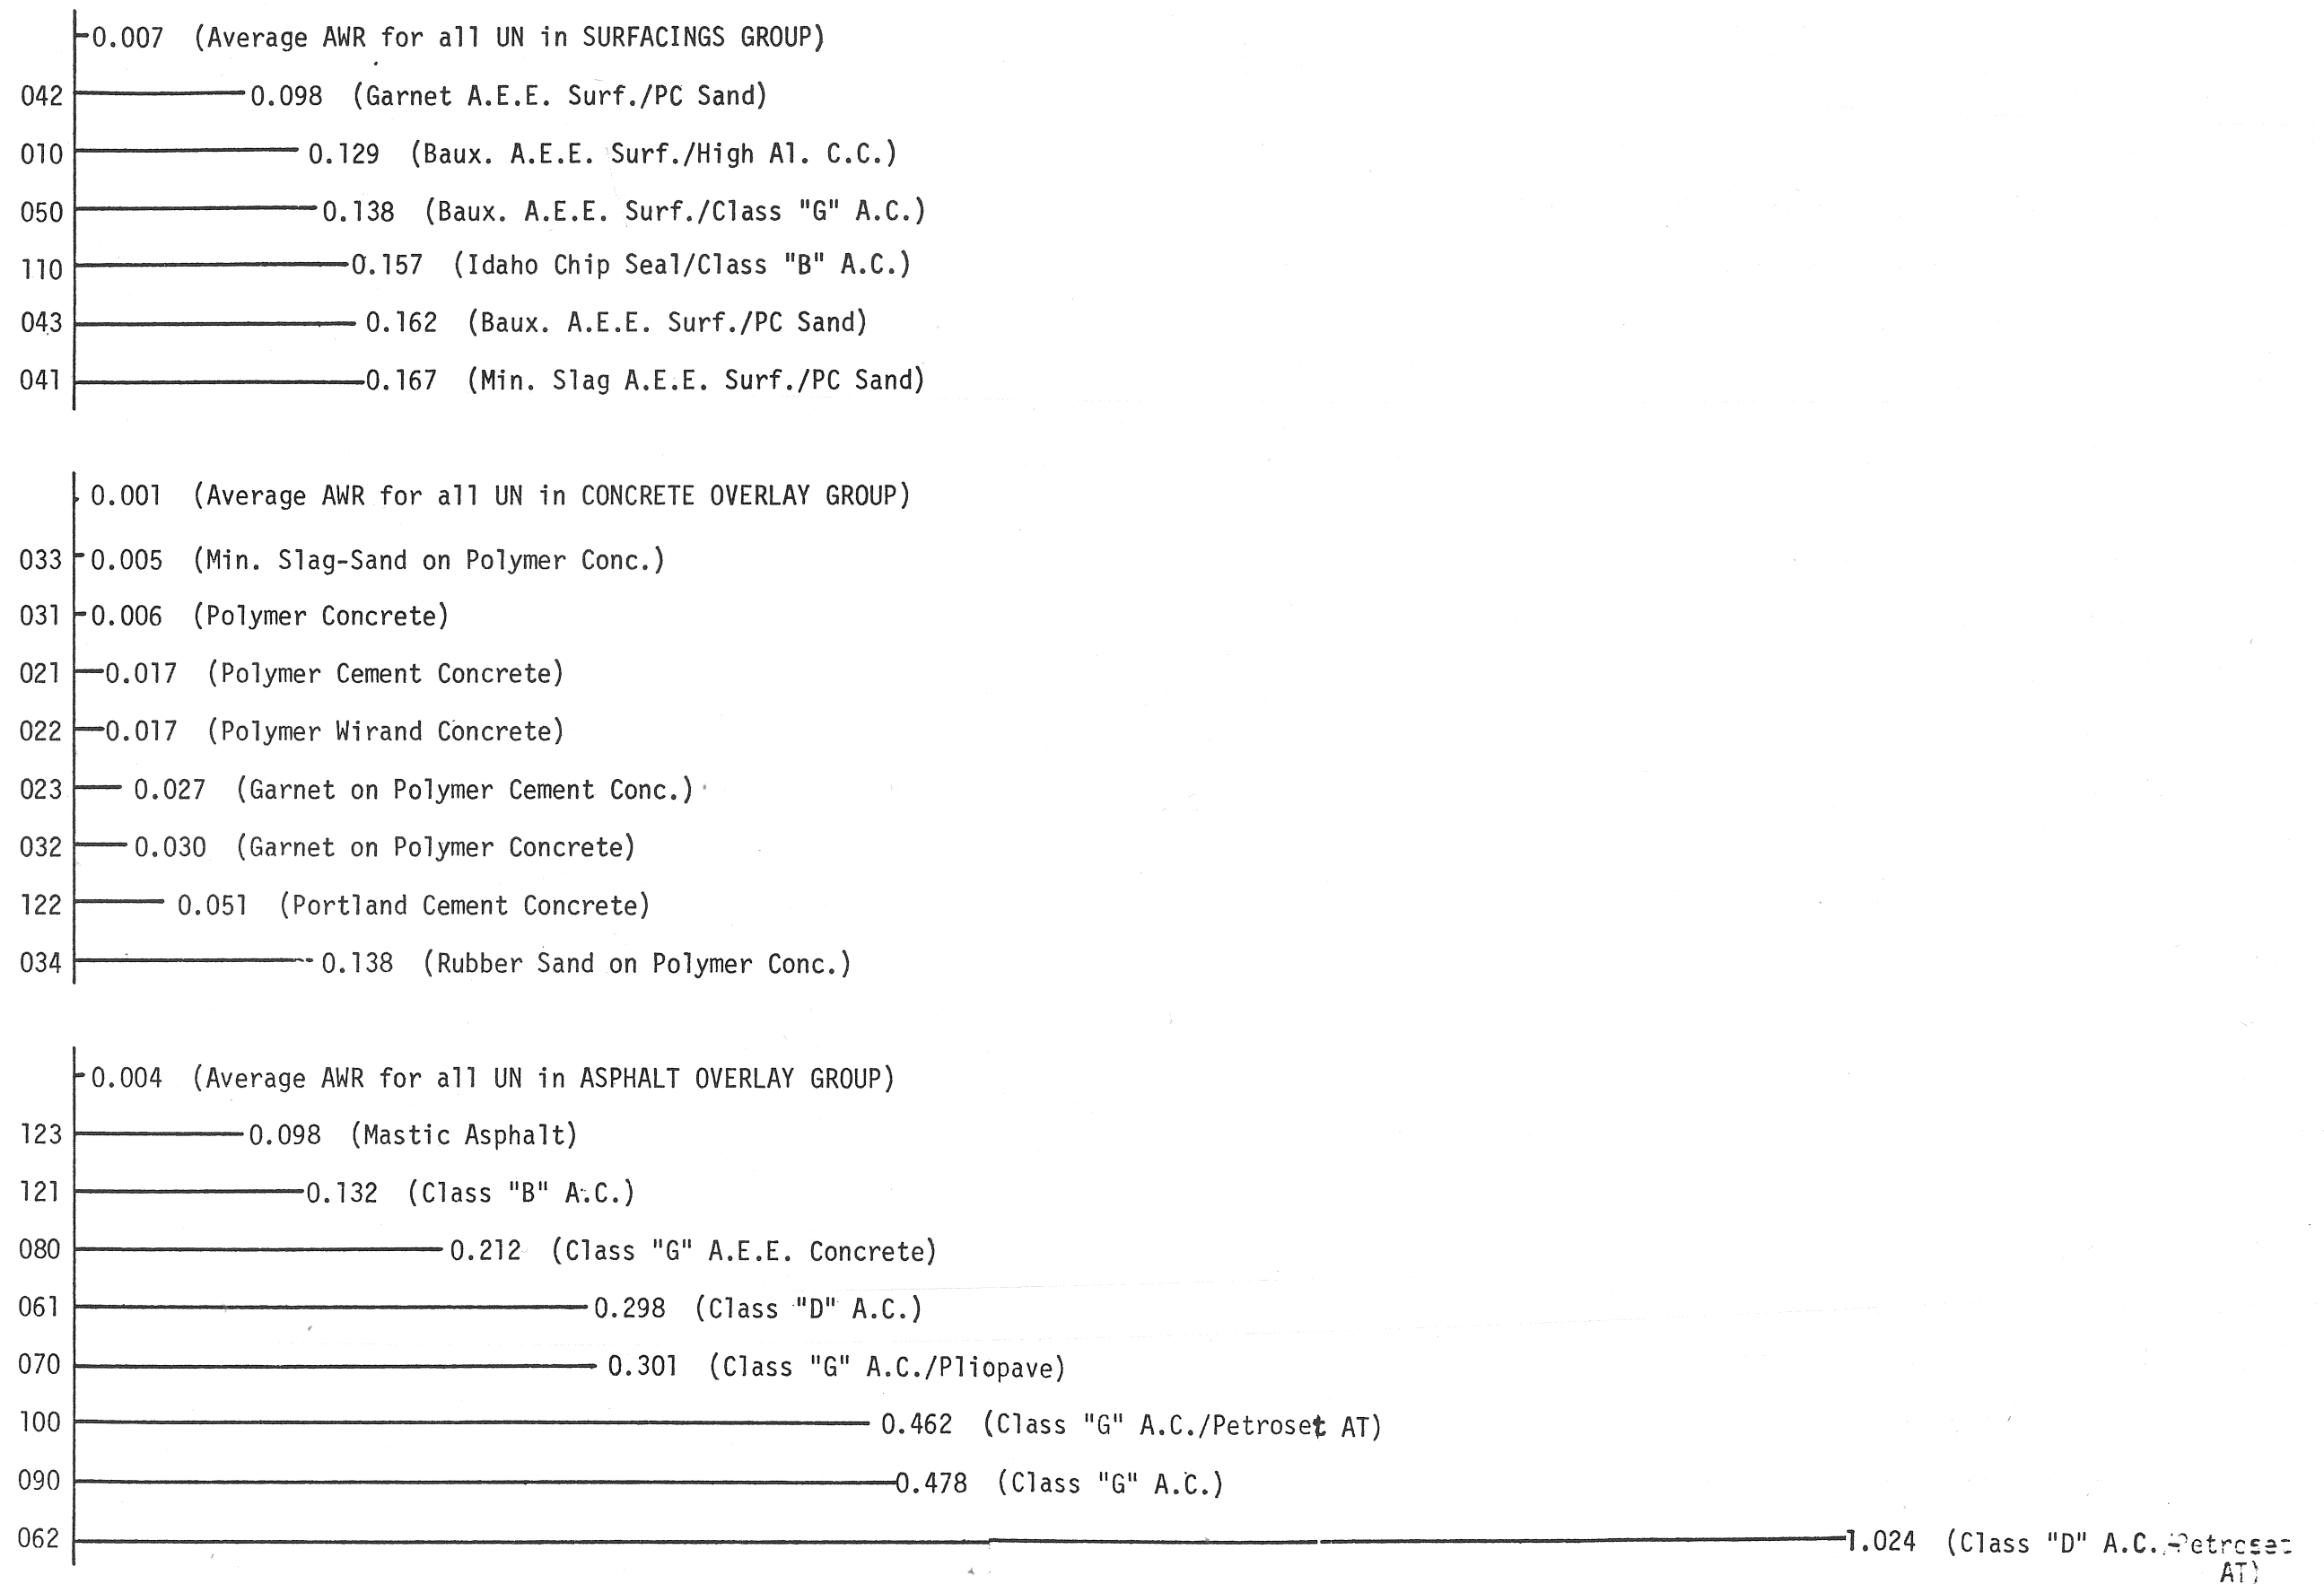 0.007 (Average AWR for all UN in SURFACINGS GROUP)
042 0.098 (Garnet A.E.E. Surf./PC Sand)
010 0.129 (Baux. A.E.E. Surf./High Al. C.C.)
050 0.138 (Baux. A.E.E. Surf./Class "G" A.C.)
110 0.157 (Idaho Chip Seal/Class "B" A.C.)
043 0.162 (Baux. A.E.E. Surf./PC Sand)
041 0.167 (Min. Slag A.E.E. Surf./PC Sand)
0.001 (Average AWR for all UN in CONCRETE OVERLAY GROUP)
033 0.005 (Min. Slag-Sand on Polymer Conc.)
031 0.006 (Polymer Concrete)
021 0.017 (Polymer Cement Concrete)
022 0.017 (Polymer Wirand Concrete)
023 0.027 (Garnet on Polymer Cement Conc.)
032 0.030 (Garnet on Polymer Concrete)
122 0.051 (Portland Cement Concrete)
034 0.138 (Rubber Sand on Polymer Conc.)
0.004 (Average AWR for all UN in ASPHALT OVERLAY GROUP)
123 0.098 (Mastic Asphalt)
121 0.132 (Class "B" A.C.)
080 0.212 (Class "G" A.E.E. Concrete)
061 0.298 (Class "D" A.C.)
070 0.301 (Class "G" A.C./Pliopave)
100 0.462 (Class "G" A.C./Petroset AT)
090 0.478 (Class "G" A.C.)
062 1.024 (Class "D" A.C./Petroset
AT)